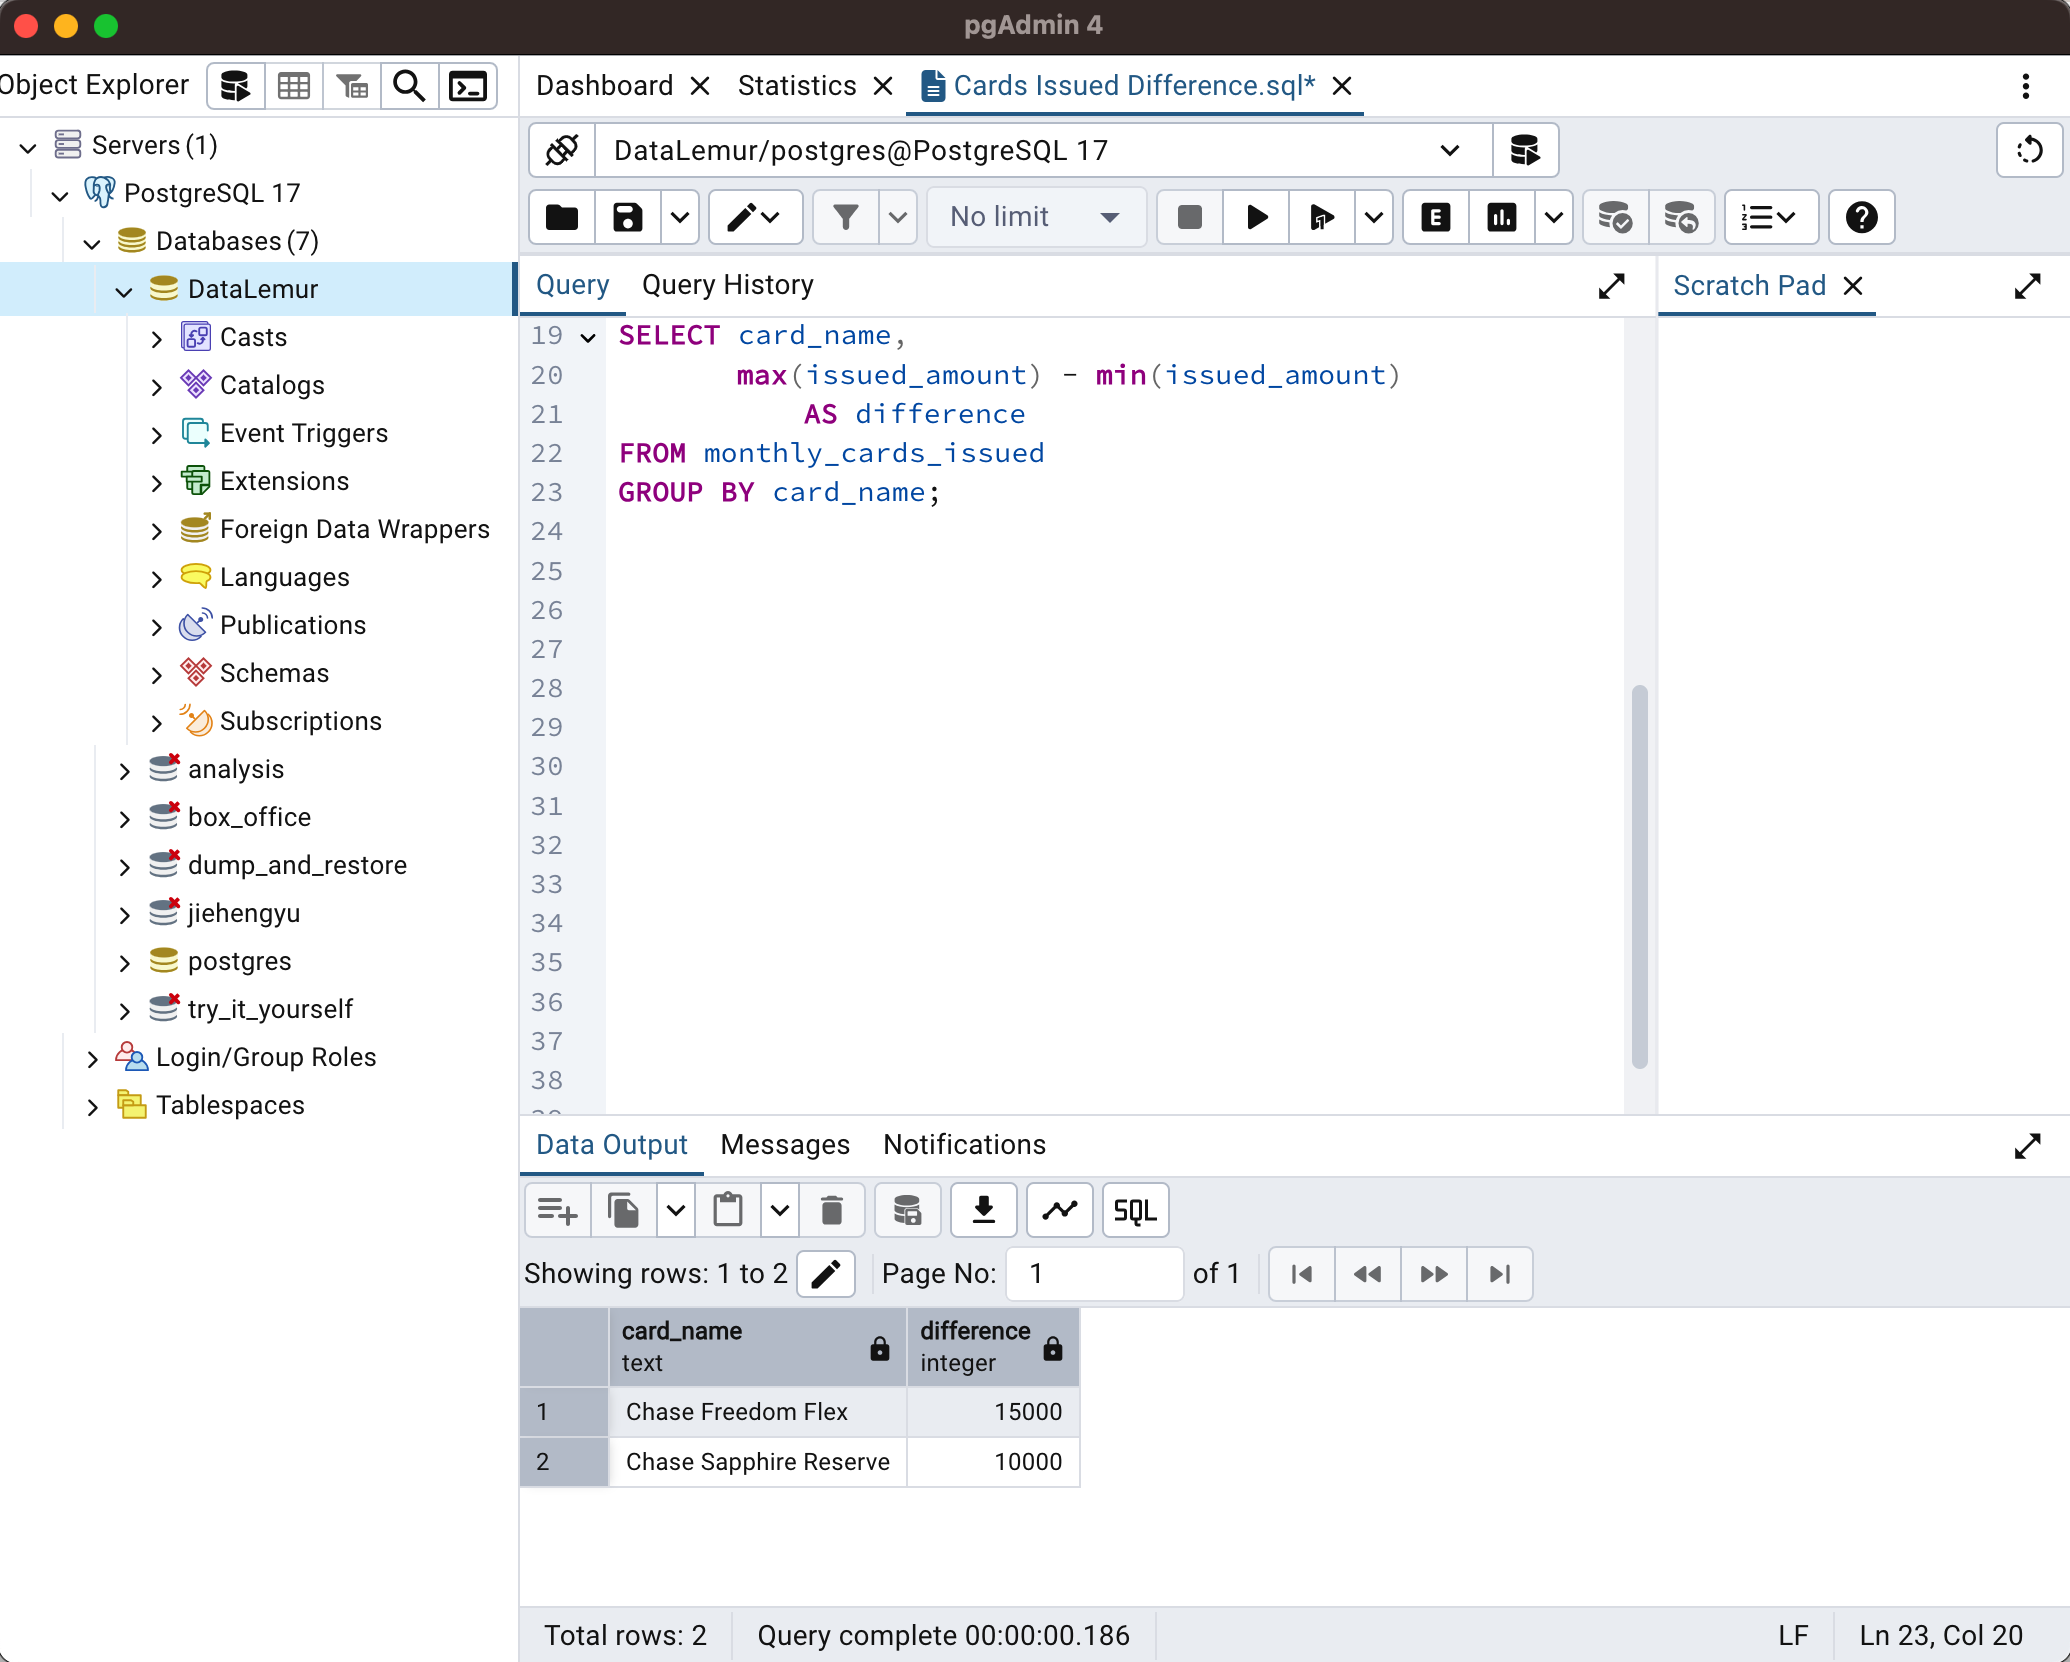 pgAdmin 4
Object Explorer
Servers (1)
PostgreSQL 17
Databases (7)
DataLemur
Casts
Catalogs
Event Triggers
Extensions
Foreign Data Wrappers
Languages
Publications
Schemas
Subscriptions
analysis
box_office
dump_and_restore
jiehengyu
postgres
try_it_yourself
Login/Group Roles
Tablespaces
Dashboard Statistics Cards Issued Difference.sql*
DataLemur/postgres@PostgreSQL 17
No limit
E
Query Query History
Scratch Pad
19 SELECT card_name,
20 max(issued_amount) - min(issued_amount)
21 AS difference
22 FROM monthly_cards_issued
23 GROUP BY card_name;
24
25
26
27
28
29
30
31
32
33
34
35
36
37
38
Data Output Messages Notifications
SQL
Showing rows: 1 to 2 Page No: 1 of 1
card_name difference
text integer
1 Chase Freedom Flex 15000
2 Chase Sapphire Reserve 10000
Total rows: 2 Query complete 00:00:00.186 LF Ln 23, Col 20